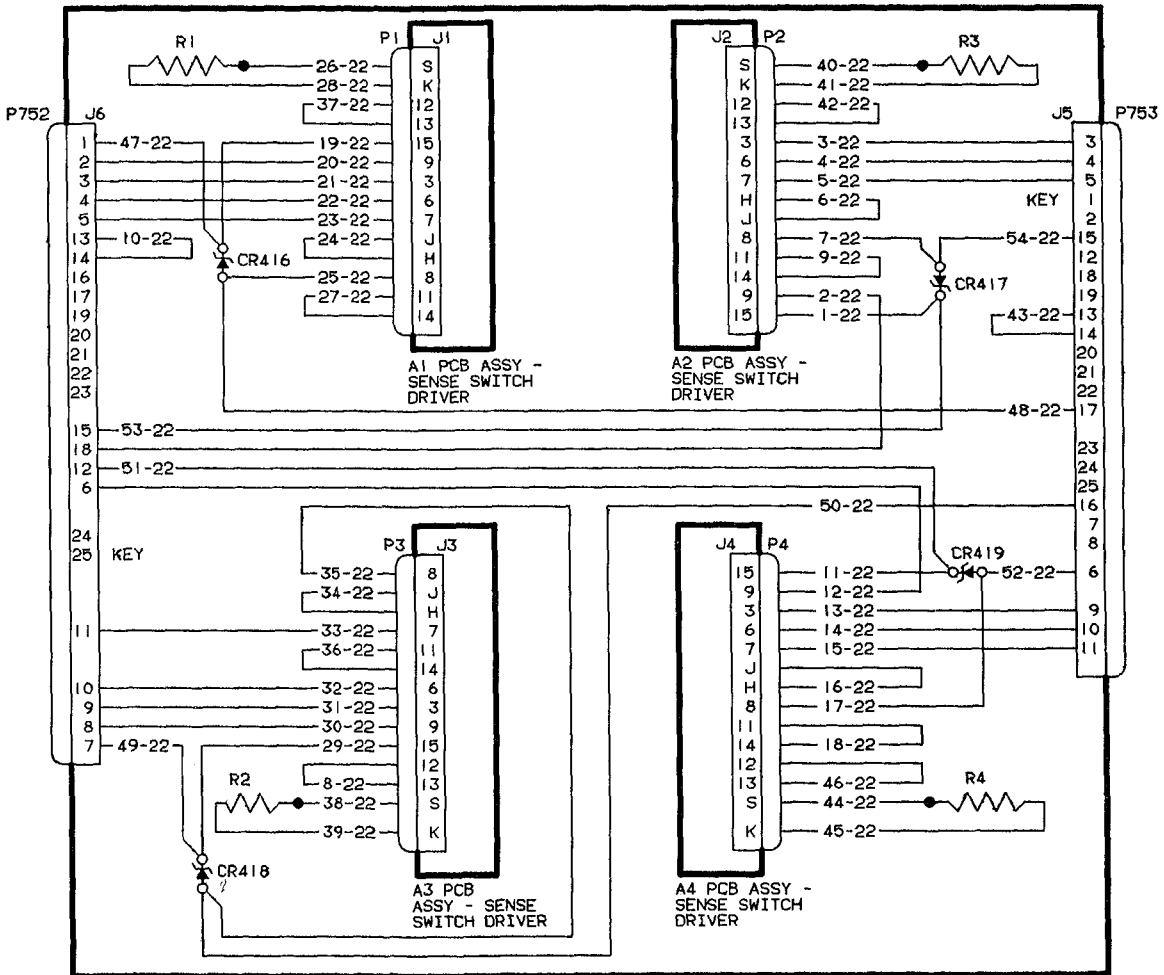 P1 J1 J2 P2
R1 R3
26-22 S S 40-22
28-22 K K 41-22
37-22 12 12 42-22
P752 J6 13 13 J5 P753
1 47-22 19-22 15 3 3-22 3
2 20-22 9 6 4-22 4
3 21-22 3 7 5-22 5
4 22-22 6 H 6-22 KEY 1
5 23-22 7 J 2
13 10-22 24-22 J 8 7-22 54-22 15
14 CR416 H 11 9-22 12
16 25-22 8 14 CR417 18
17 27-22 11 9 2-22 19
19 14 15 1-22 43-22 13
20 14
21 20
22 21
23 22
A1 PCB ASSY -
SENSE SWITCH
DRIVER
A2 PCB ASSY -
SENSE SWITCH
DRIVER
48-22 17
15 53-22
18 23
12 51-22 24
6 25
50-22 16
24 7
25 KEY P3 J3 J4 P4 8
CR419
35-22 8 15 11-22 52-22 6
34-22 J 9 12-22
H 3 13-22 9
11 33-22 7 6 14-22 10
36-22 11 7 15-22 11
14 J
10 32-22 6 H 16-22
9 31-22 3 8 17-22
8 30-22 9 11
7 49-22 29-22 15 14 18-22
12 12
R2 8-22 13 13 46-22 R4
38-22 S S 44-22
39-22 K K 45-22
CR418
A3 PCB
ASSY - SENSE
SWITCH DRIVER
A4 PCB ASSY -
SENSE SWITCH
DRIVER